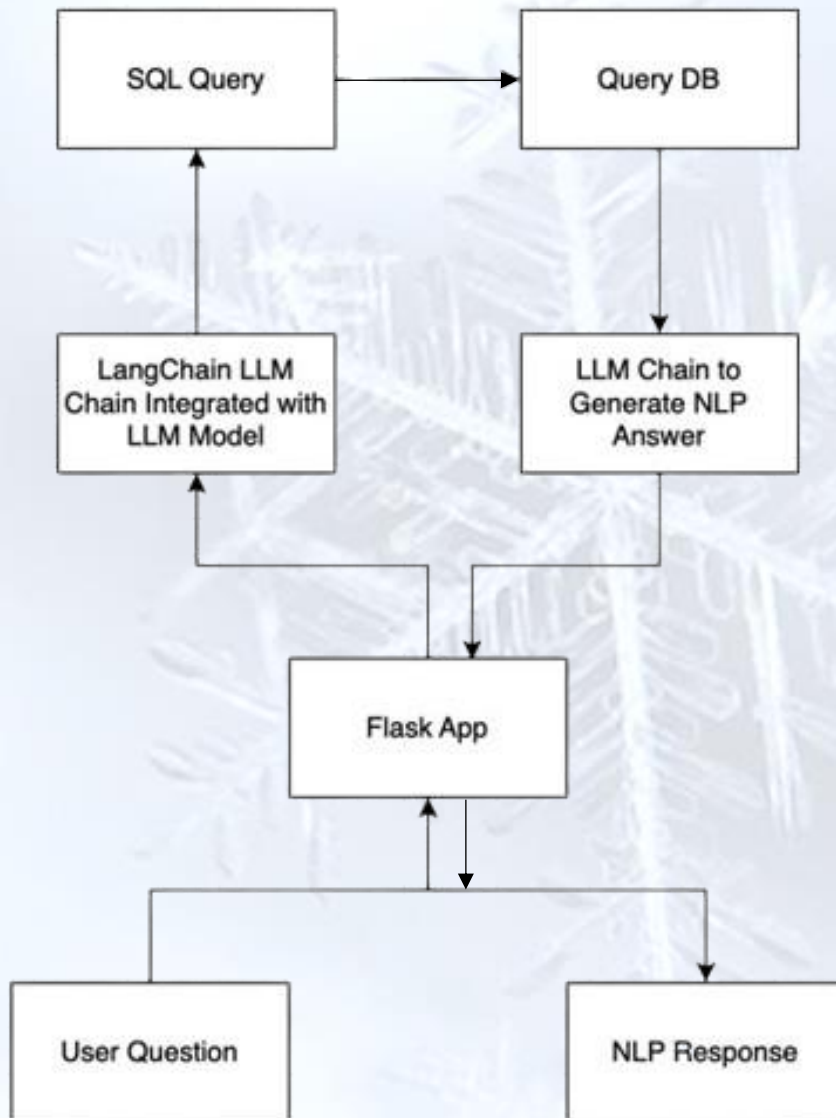 SQL Query
Query DB
LangChain LLM
Chain Integrated with
LLM Model
LLM Chain to
Generate NLP
Answer
Flask App
User Question
NLP Response